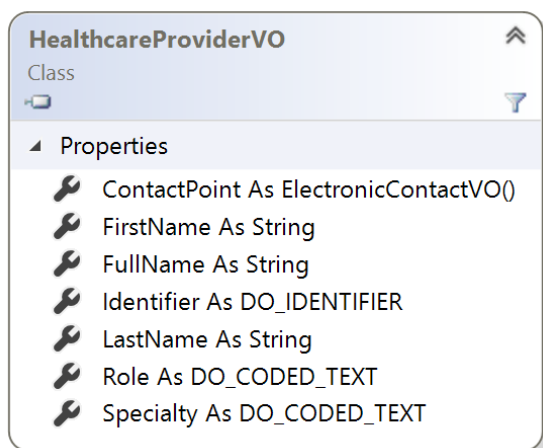 HealthcareProviderVO
Class
Properties
ContactPoint As ElectronicContactVO()
FirstName As String
FullName As String
Identifier As DO_IDENTIFIER
LastName As String
Role As DO_CODED_TEXT
Specialty As DO_CODED_TEXT